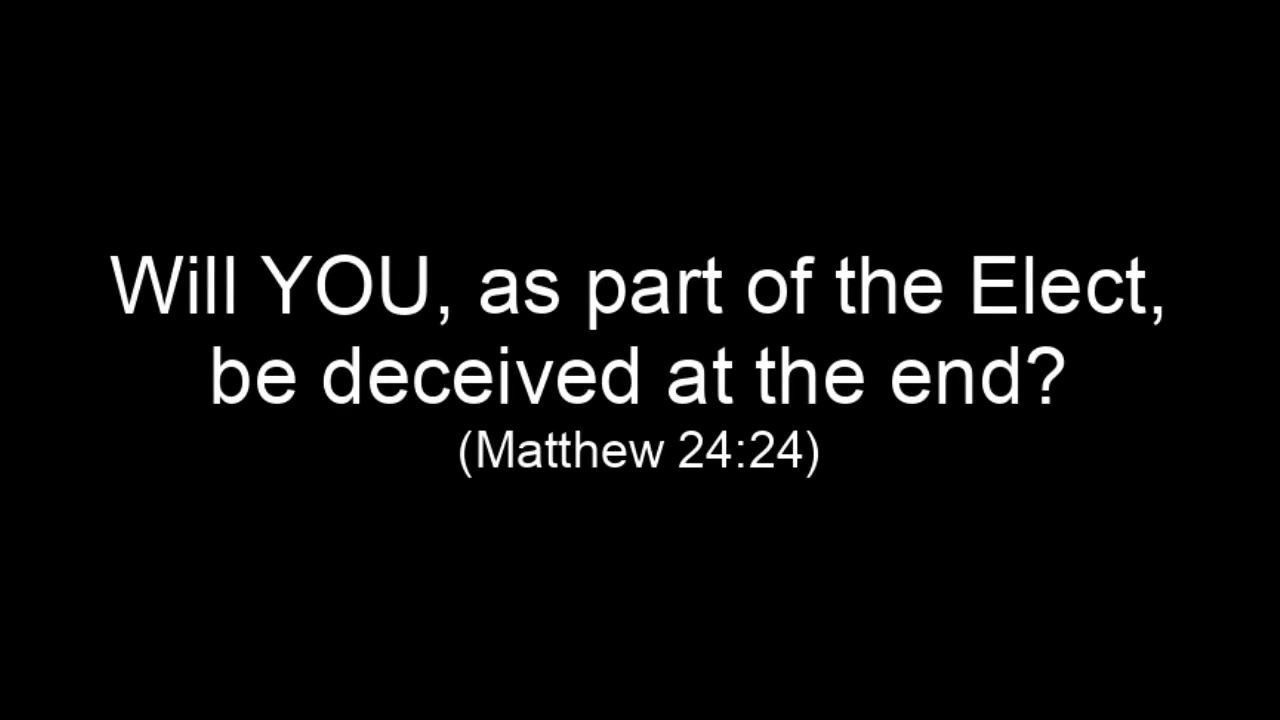 Will YOU, as part of the Elect,
be deceived at the end?
(Matthew 24:24)